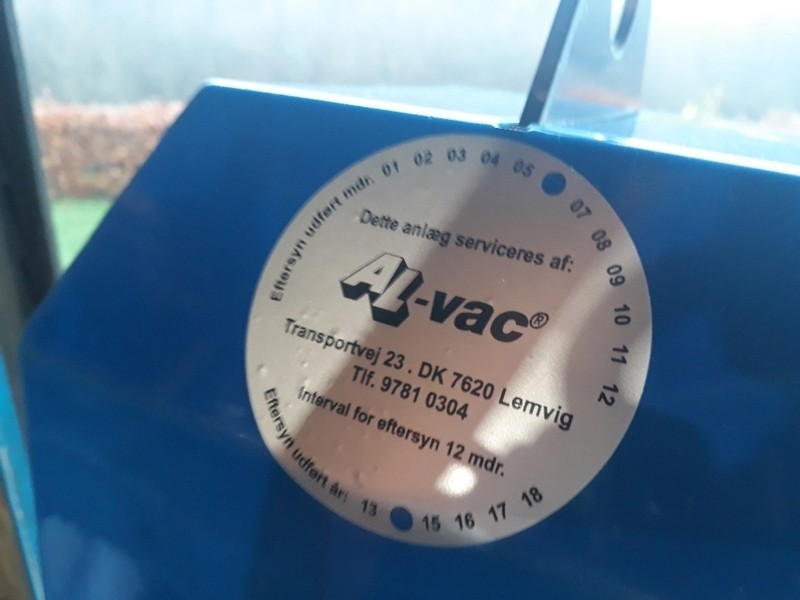 Eftersyn udført mdr. 01 02 03 04 05 07 08 09 10 11 12
Dette anlæg serviceres af:
AL-vac®
Transportvej 23 . DK 7620 Lemvig
Tlf. 9781 0304
Interval for eftersyn 12 mdr.
Eftersyn udført år: 13 15 16 17 18